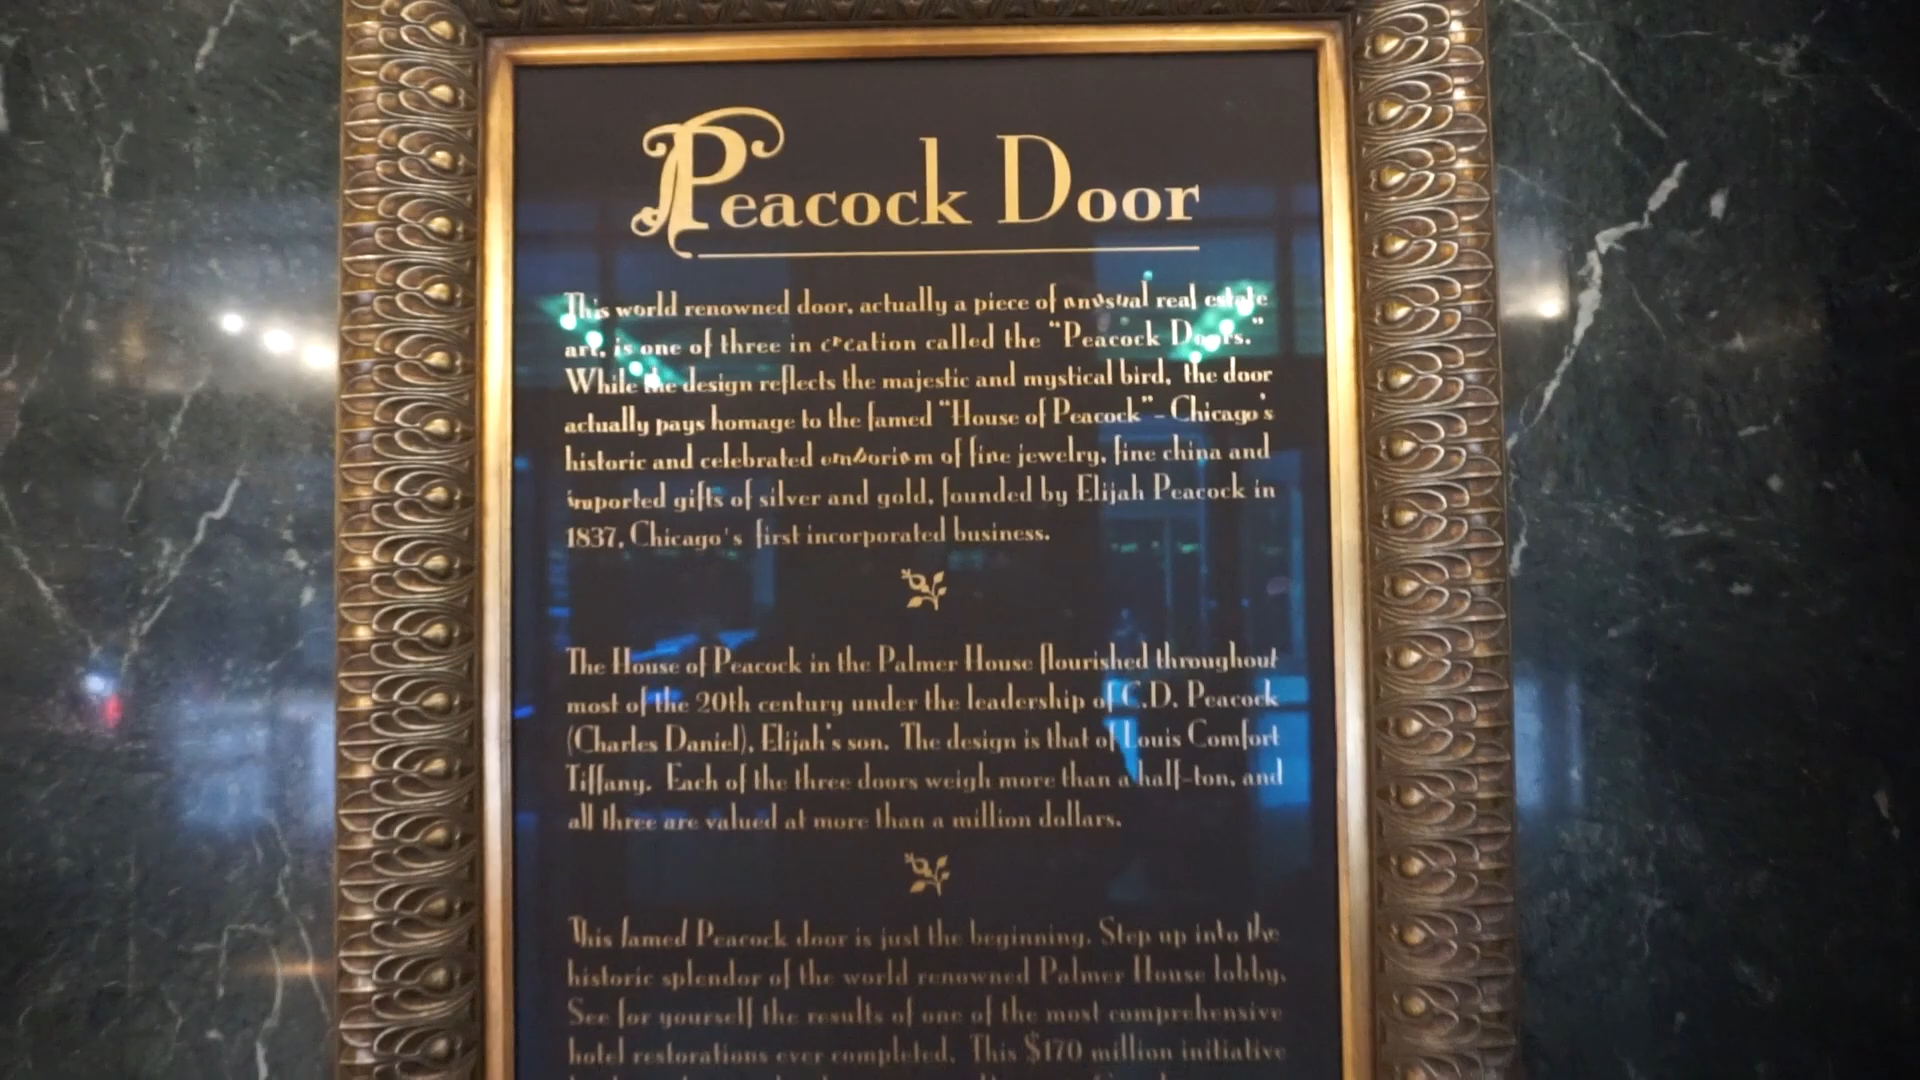 Peacock Door
This world renowned door, actually a piece of unusual real estate
art, is one of three in creation called the "Peacock Doors."
While the design reflects the majestic and mystical bird, the door
actually pays homage to the famed "House of Peacock" - Chicago's
historic and celebrated emporium of fine jewelry, fine china and
imported gifts of silver and gold, founded by Elijah Peacock in
1837, Chicago's first incorporated business.
The House of Peacock in the Palmer House flourished throughout
most of the 20th century under the leadership of C.D. Peacock
(Charles Daniel), Elijah's son. The design is that of Louis Comfort
Tiffany. Each of the three doors weigh more than a half-ton, and
all three are valued at more than a million dollars.
This famed Peacock door is just the beginning. Step up into the
historic splendor of the world renowned Palmer House lobby.
See for yourself the results of one of the most comprehensive
hotel restorations ever completed. This $170 million initiative